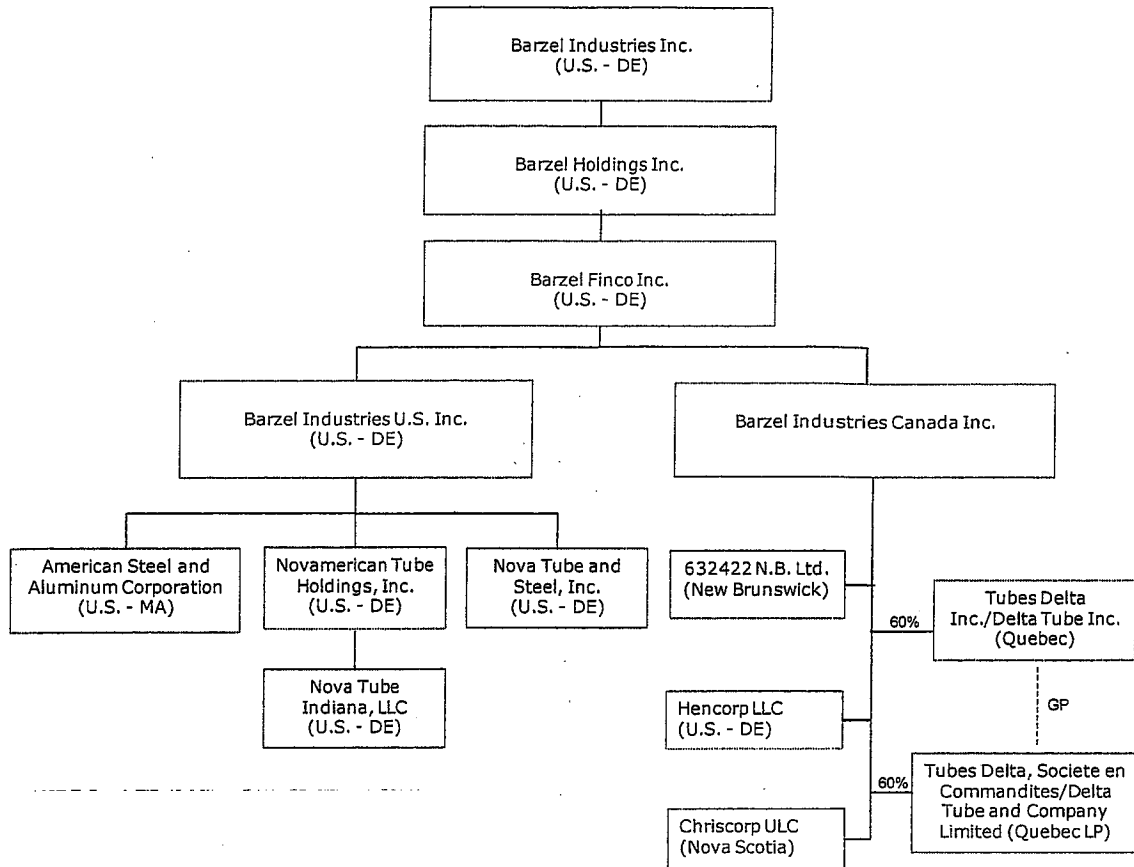 Barzel Industries Inc.
(U.S. - DE)
Barzel Holdings Inc.
(U.S. - DE)
Barzel Finco Inc.
(U.S. - DE)
Barzel Industries U.S. Inc.
(U.S. - DE)
Barzel Industries Canada Inc.
American Steel and
Aluminum Corporation
(U.S. - MA)
Novamerican Tube
Holdings, Inc.
(U.S. - DE)
Nova Tube and
Steel, Inc.
(U.S. - DE)
Nova Tube
Indiana, LLC
(U.S. - DE)
632422 N.B. Ltd.
(New Brunswick)
60%
Tubes Delta
Inc./Delta Tube Inc.
(Quebec)
GP
Hencorp LLC
(U.S. - DE)
60%
Tubes Delta, Societe en
Commandites/Delta
Tube and Company
Limited (Quebec LP)
Chriscorp ULC
(Nova Scotia)